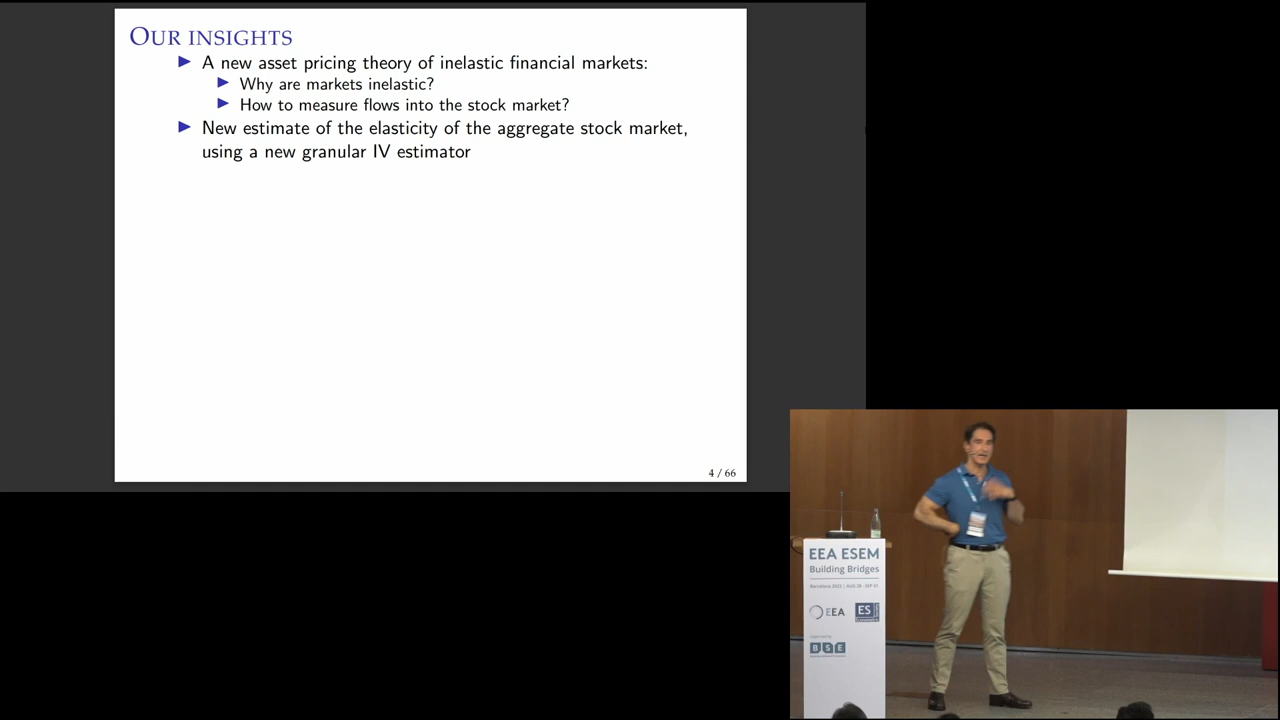 OUR INSIGHTS
A new asset pricing theory of inelastic financial markets:
Why are markets inelastic?
How to measure flows into the stock market?
New estimate of the elasticity of the aggregate stock market,
using a new granular IV estimator
4 / 66
EEA ESEM
Building Bridges
EEA
ES
BSE